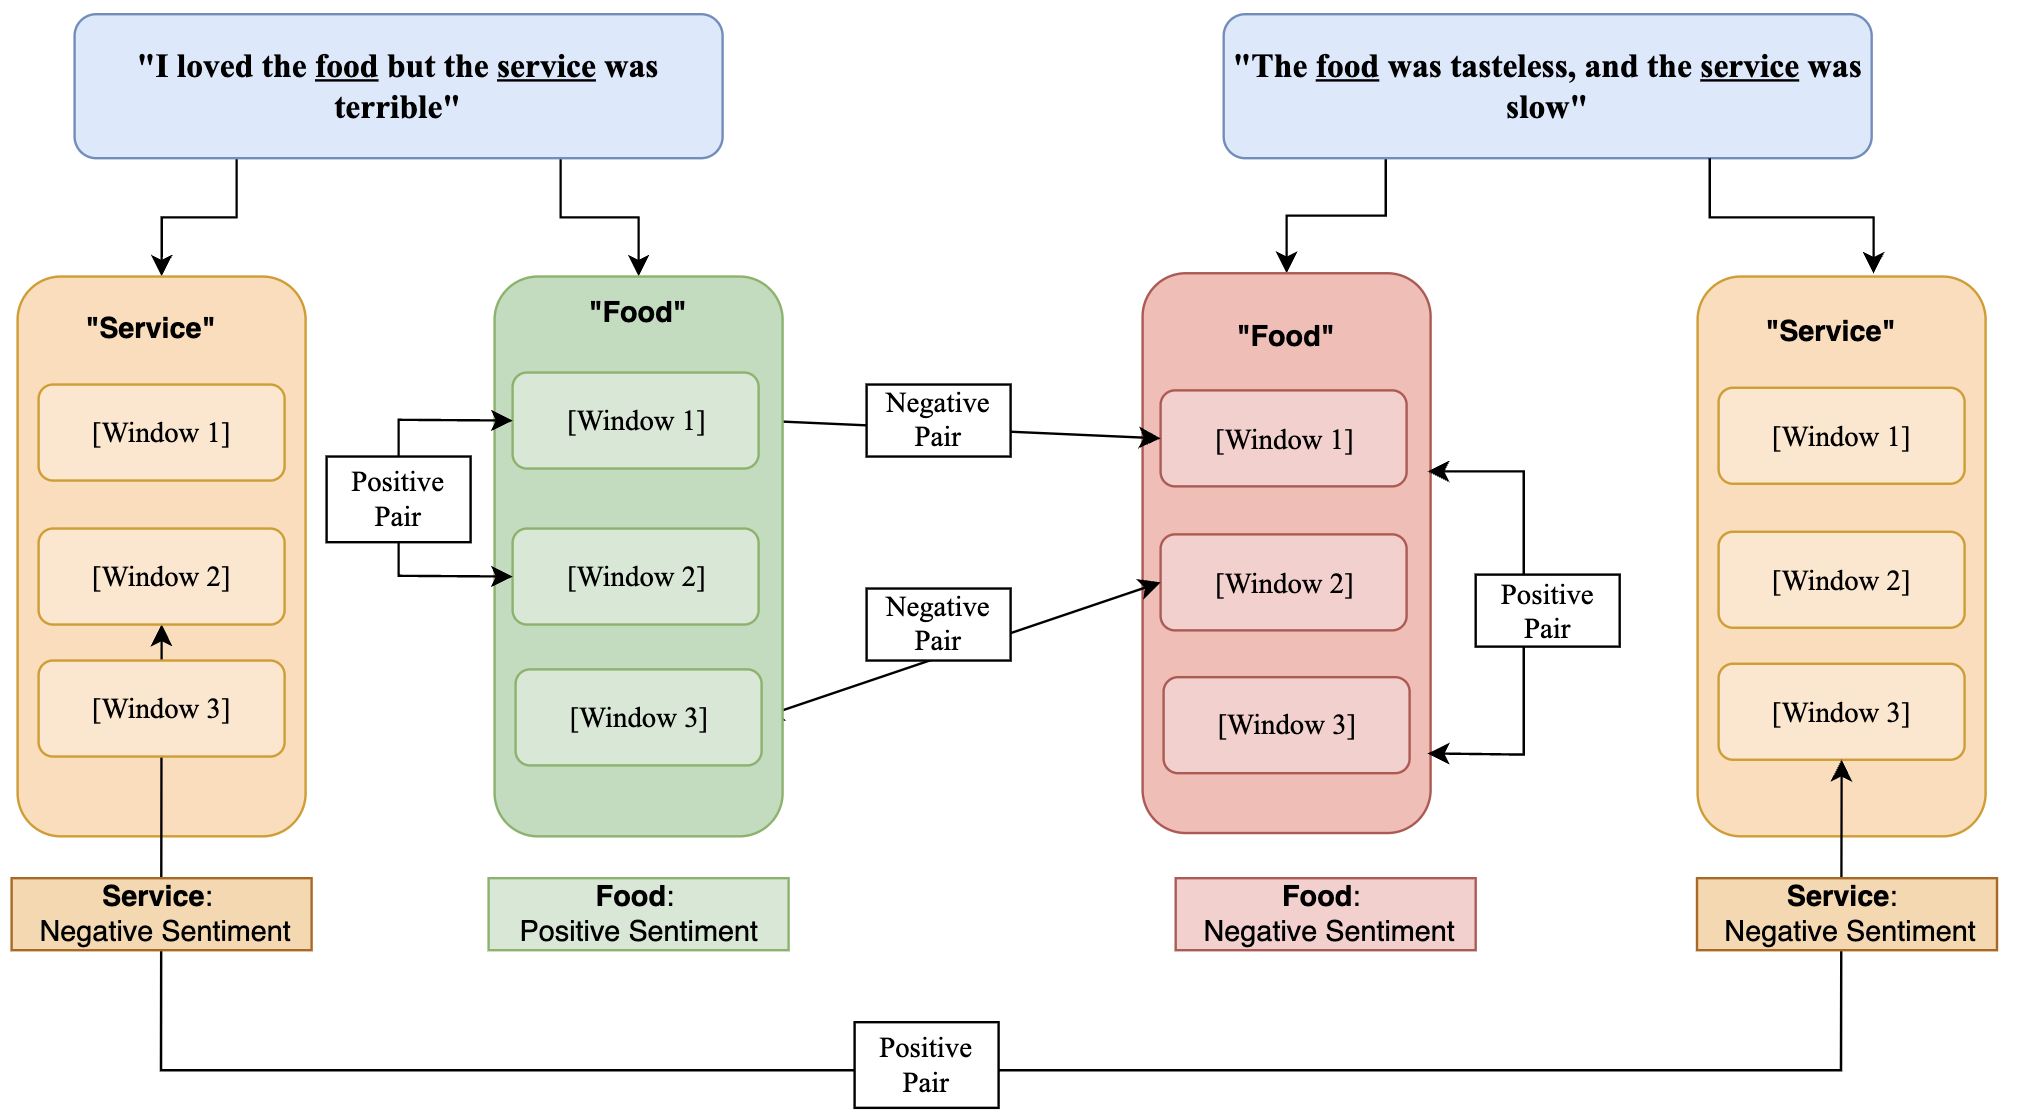 "I loved the food but the service was
terrible"
"The food was tasteless, and the service was
slow"
"Service"
[Window 1]
[Window 2]
[Window 3]
Service:
Negative Sentiment
Positive
Pair
"Food"
[Window 1]
[Window 2]
[Window 3]
Food:
Positive Sentiment
Negative
Pair
Negative
Pair
"Food"
[Window 1]
[Window 2]
[Window 3]
Food:
Negative Sentiment
Positive
Pair
"Service"
[Window 1]
[Window 2]
[Window 3]
Service:
Negative Sentiment
Positive
Pair